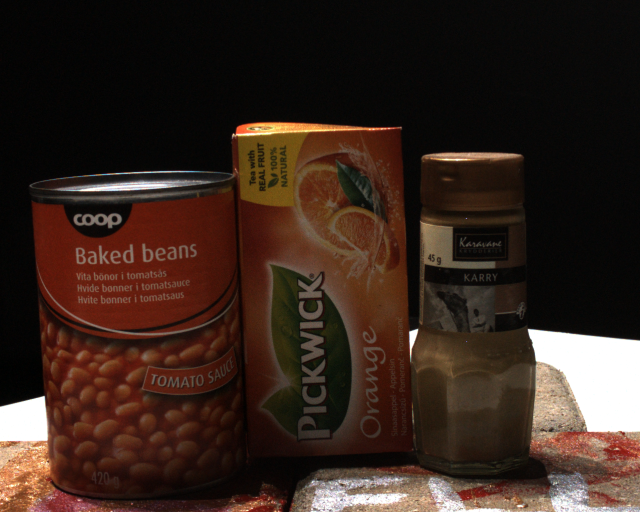 coop
Baked beans
Vita bönor i tomatsås
Hvide bønner i tomatsauce
Hvite bønner i tomatsaus
TOMATO SAUCE
420g
Tea with
REAL FRUIT
100%
NATURAL
PICKWICK®
Orange
Karavane
45 g
KARRY